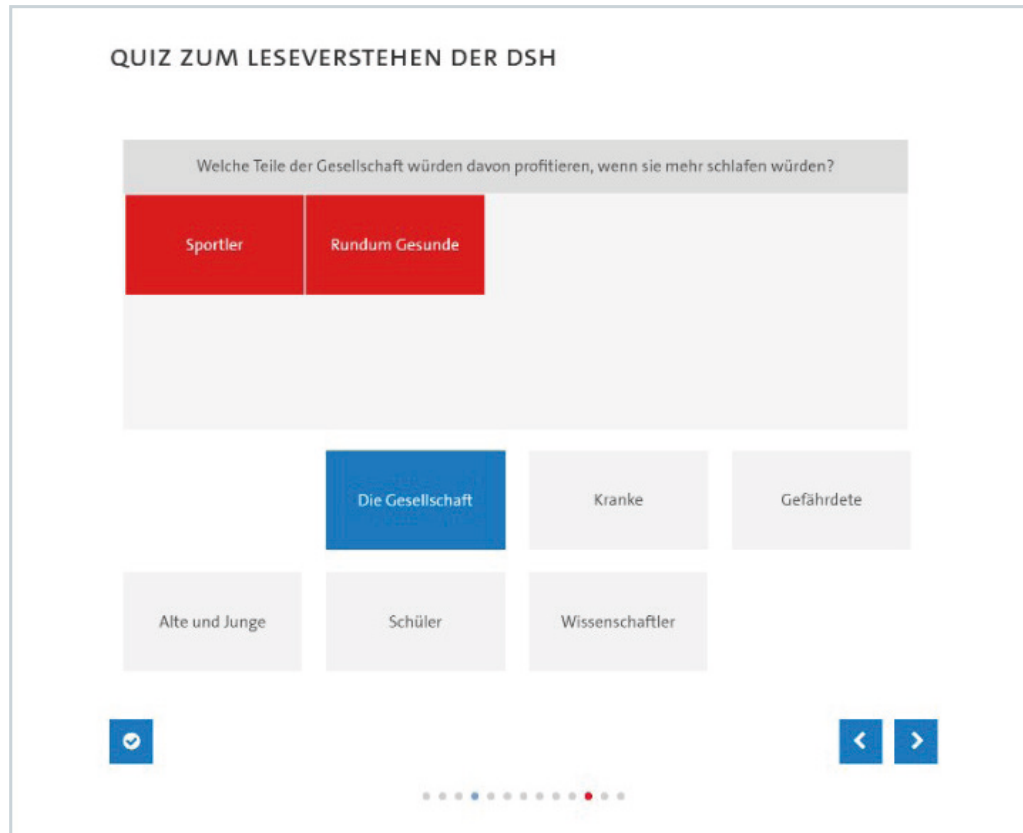 QUIZ ZUM LESEVERSTEHEN DER DSH
Welche Teile der Gesellschaft würden davon profitieren, wenn sie mehr schlafen würden?
Sportler
Rundum Gesunde
Die Gesellschaft
Kranke
Gefährdete
Alte und Junge
Schüler
Wissenschaftler